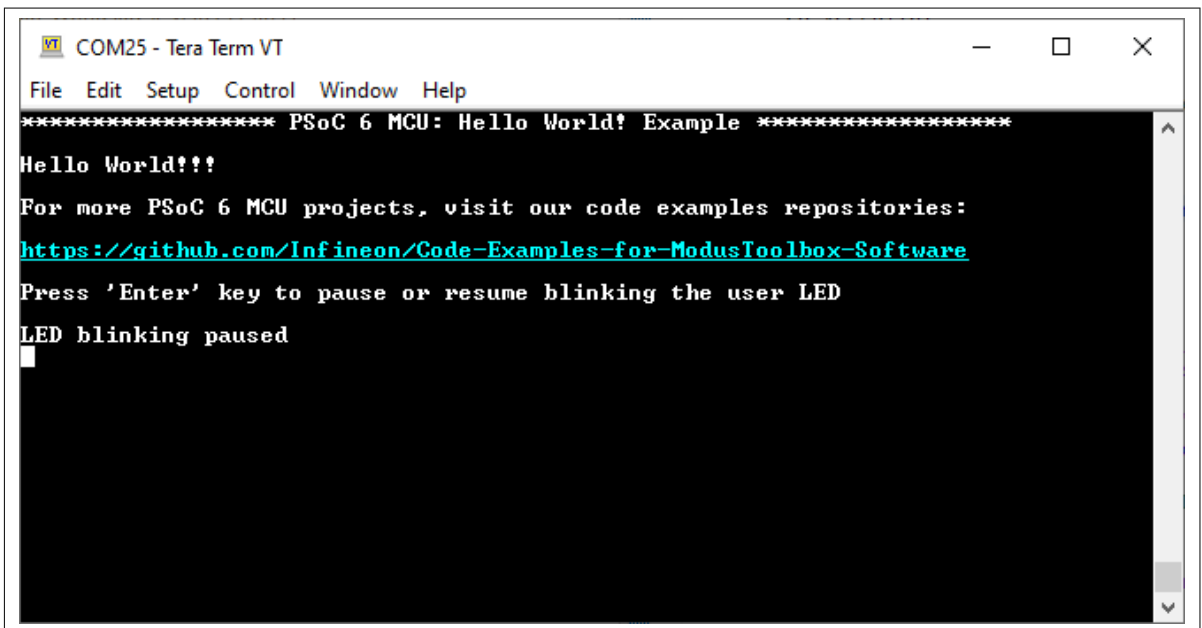 COM25 - Tera Term VT
File Edit Setup Control Window Help
****************** PSoC 6 MCU: Hello World! Example ******************
Hello World!!!
For more PSoC 6 MCU projects, visit our code examples repositories:
https://github.com/Infineon/Code-Examples-for-ModusToolbox-Software
Press 'Enter' key to pause or resume blinking the user LED
LED blinking paused